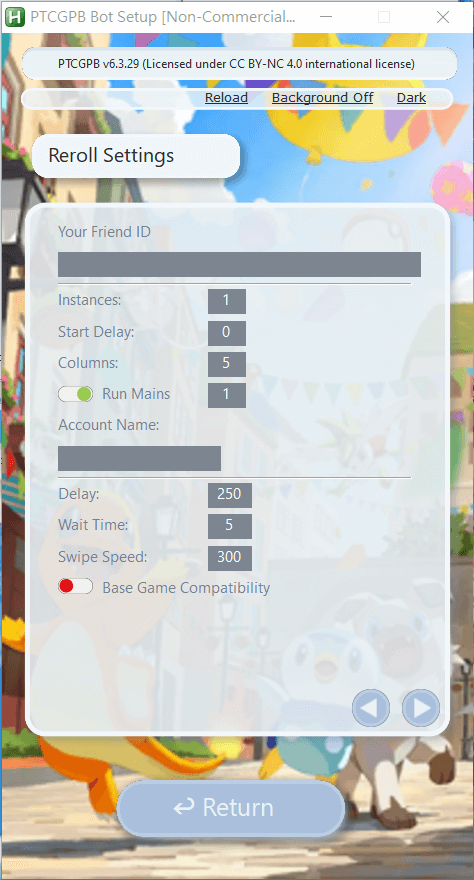 PTCGPB Bot Setup [Non-Commercial...
PTCGPB v6.3.29 (Licensed under CC BY-NC 4.0 international license)
Reload Background Off Dark
Reroll Settings
Your Friend ID
Instances: 1
Start Delay: 0
Columns: 5
Run Mains 1
Account Name:
Delay: 250
Wait Time: 5
Swipe Speed: 300
Base Game Compatibility
↩ Return